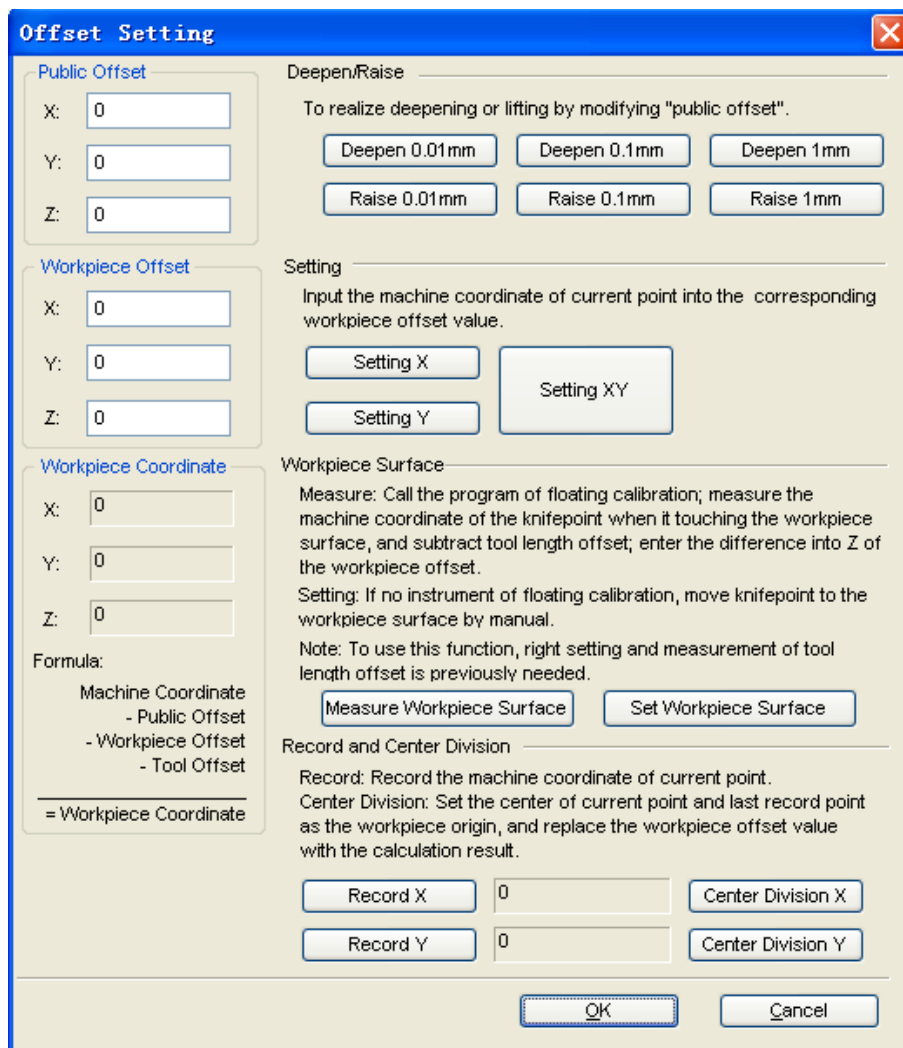 Offset Setting
Public Offset
X: 0
Y: 0
Z: 0
Deepen/Raise
To realize deepening or lifting by modifying "public offset".
Deepen 0.01mm Deepen 0.1mm Deepen 1mm
Raise 0.01mm Raise 0.1mm Raise 1mm
Workpiece Offset
X: 0
Y: 0
Z: 0
Setting
Input the machine coordinate of current point into the corresponding
workpiece offset value.
Setting X
Setting XY
Setting Y
Workpiece Coordinate
X: 0
Y: 0
Z: 0
Formula:
Machine Coordinate
- Public Offset
- Workpiece Offset
- Tool Offset
= Workpiece Coordinate
Workpiece Surface
Measure: Call the program of floating calibration; measure the
machine coordinate of the knifepoint when it touching the workpiece
surface, and subtract tool length offset; enter the difference into Z of
the workpiece offset.
Setting: If no instrument of floating calibration, move knifepoint to the
workpiece surface by manual.
Note: To use this function, right setting and measurement of tool
length offset is previously needed.
Measure Workpiece Surface Set Workpiece Surface
Record and Center Division
Record: Record the machine coordinate of current point.
Center Division: Set the center of current point and last record point
as the workpiece origin, and replace the workpiece offset value
with the calculation result.
Record X 0 Center Division X
Record Y 0 Center Division Y
OK Cancel